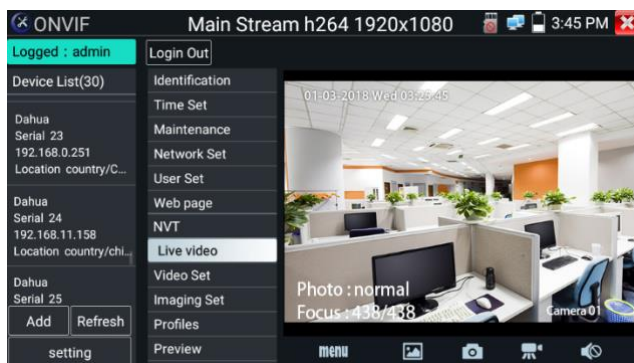 ONVIF
Main Stream h264 1920x1080
3:45 PM
Logged : admin
Login Out
Device List(30)
Dahua
Serial 23
192.168.0.251
Location country/C...
Dahua
Serial 24
192.168.11.158
Location country/chi...
Dahua
Serial 25
Add
Refresh
setting
Identification
Time Set
Maintenance
Network Set
User Set
Web page
NVT
Live video
Video Set
Imaging Set
Profiles
Preview
01-03-2018 Wed 03:25:45
Photo : normal
Focus : 438/438
Camera 01
menu